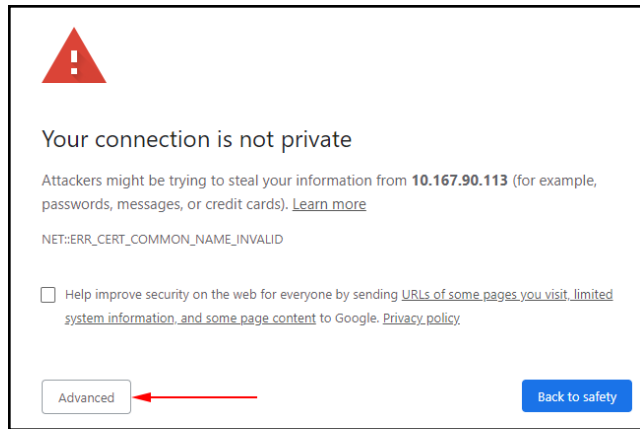 Your connection is not private
Attackers might be trying to steal your information from 10.167.90.113 (for example,
passwords, messages, or credit cards). Learn more
NET::ERR_CERT_COMMON_NAME_INVALID
Help improve security on the web for everyone by sending URLs of some pages you visit, limited
system information, and some page content to Google. Privacy policy
Advanced
Back to safety